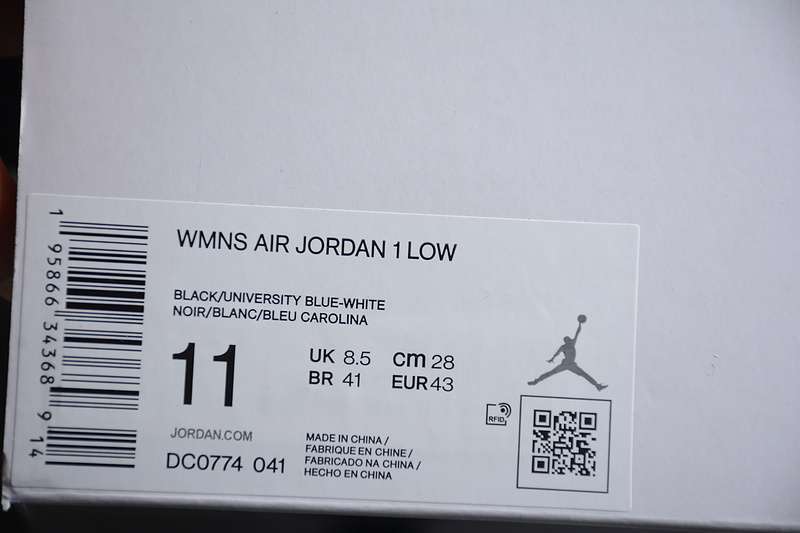 WMNS AIR JORDAN 1 LOW
BLACK/UNIVERSITY BLUE-WHITE
NOIR/BLANC/BLEU CAROLINA
11
UK 8.5 cm 28
BR 41 EUR 43
JORDAN.COM
DC0774 041
MADE IN CHINA /
FABRIQUE EN CHINE /
FABRICADO NA CHINA /
HECHO EN CHINA
RFID
1 95866 34368 9 14